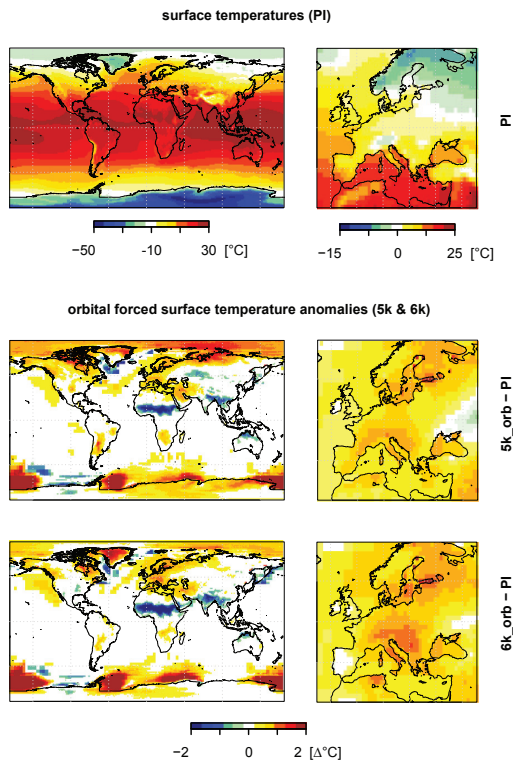 surface temperatures (PI)
PI
−50 −10 30 [°C]
−15 0 25 [°C]
orbital forced surface temperature anomalies (5k & 6k)
5k_orb − PI
6k_orb − PI
−2 0 2 [Δ°C]